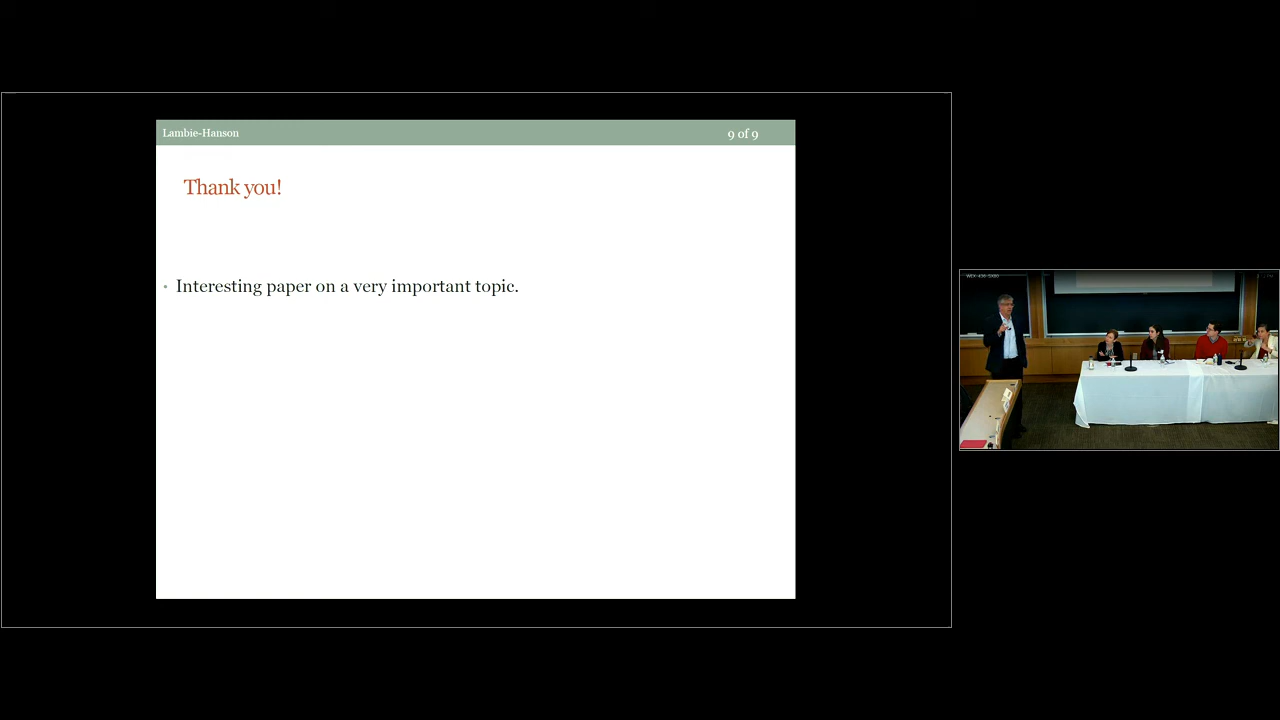 Lambie-Hanson
9 of 9
Thank you!
• Interesting paper on a very important topic.